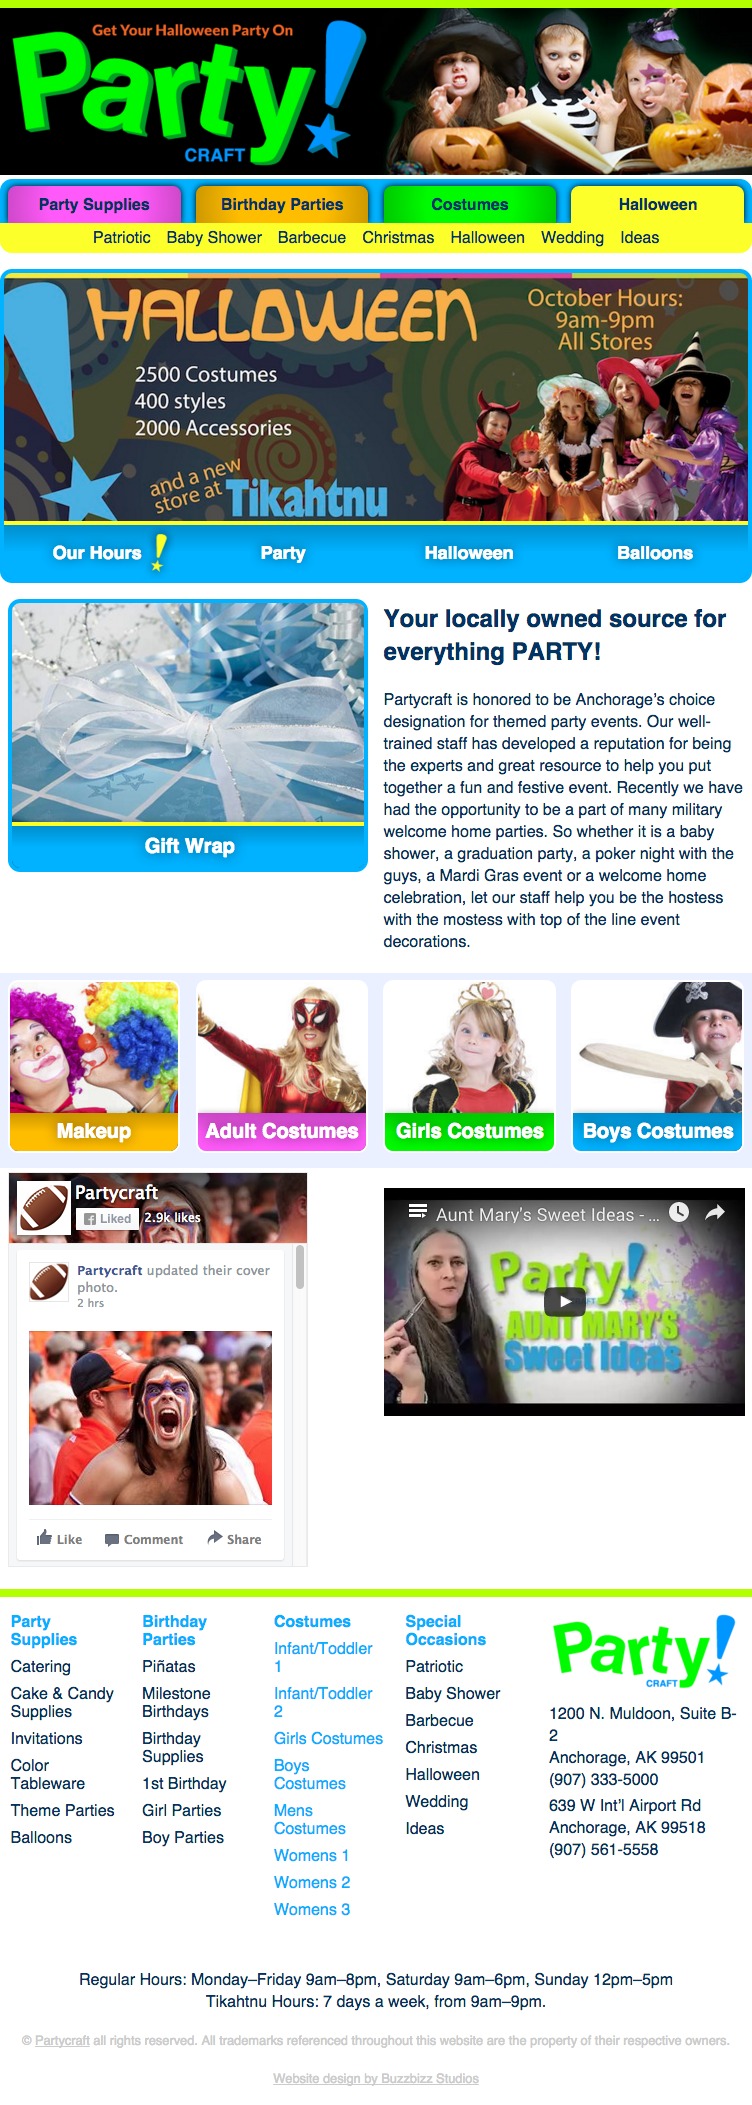 Get Your Halloween Party On
Party!
CRAFT
Party Supplies
Birthday Parties
Costumes
Halloween
Patriotic Baby Shower Barbecue Christmas Halloween Wedding Ideas
HALLOWEEN
October Hours:
9am-9pm
All Stores
2500 Costumes
400 styles
2000 Accessories
and a new
store at Tikahtnu
Our Hours
Party
Halloween
Balloons
Gift Wrap
Your locally owned source for
everything PARTY!
Partycraft is honored to be Anchorage’s choice
designation for themed party events. Our well-
trained staff has developed a reputation for being
the experts and great resource to help you put
together a fun and festive event. Recently we have
had the opportunity to be a part of many military
welcome home parties. So whether it is a baby
shower, a graduation party, a poker night with the
guys, a Mardi Gras event or a welcome home
celebration, let our staff help you be the hostess
with the mostess with top of the line event
decorations.
Makeup
Adult Costumes
Girls Costumes
Boys Costumes
Partycraft
Liked 2.9k likes
Partycraft updated their cover
photo.
2 hrs
Like Comment Share
Aunt Mary's Sweet Ideas - ...
Party!
CRAFT
AUNT MARY'S
Sweet Ideas
Party
Supplies
Catering
Cake & Candy
Supplies
Invitations
Color
Tableware
Theme Parties
Balloons
Birthday
Parties
Piñatas
Milestone
Birthdays
Birthday
Supplies
1st Birthday
Girl Parties
Boy Parties
Costumes
Infant/Toddler
1
Infant/Toddler
2
Girls Costumes
Boys
Costumes
Mens
Costumes
Womens 1
Womens 2
Womens 3
Special
Occasions
Patriotic
Baby Shower
Barbecue
Christmas
Halloween
Wedding
Ideas
Party!
CRAFT
1200 N. Muldoon, Suite B-
2
Anchorage, AK 99501
(907) 333-5000
639 W Int’l Airport Rd
Anchorage, AK 99518
(907) 561-5558
Regular Hours: Monday–Friday 9am–8pm, Saturday 9am–6pm, Sunday 12pm–5pm
Tikahtnu Hours: 7 days a week, from 9am–9pm.
© Partycraft all rights reserved. All trademarks referenced throughout this website are the property of their respective owners.
Website design by Buzzbizz Studios